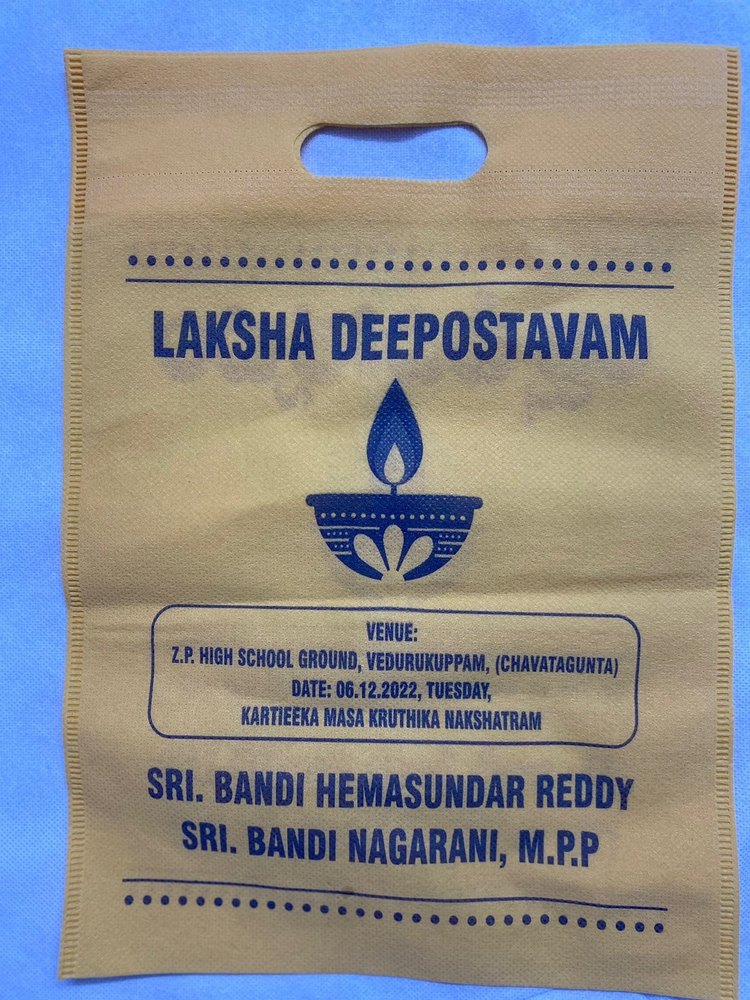 LAKSHA DEEPOSTAVAM
VENUE:
Z.P. HIGH SCHOOL GROUND, VEDURUKUPPAM, (CHAVATAGUNTA)
DATE: 06.12.2022, TUESDAY,
KARTIEEKA MASA KRUTHIKA NAKSHATRAM
SRI. BANDI HEMASUNDAR REDDY
SRI. BANDI NAGARANI, M.P.P